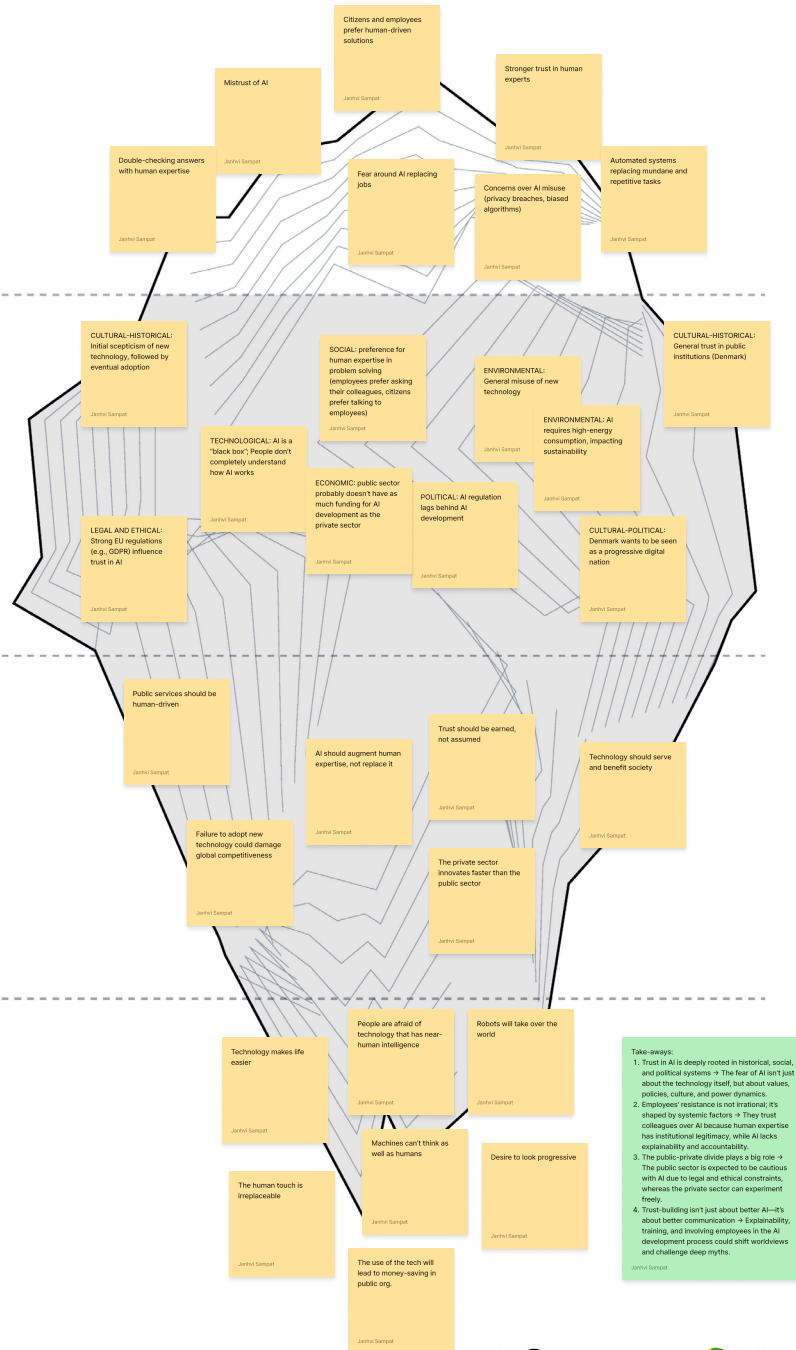 Citizens and employees
prefer human-driven
solutions
Janhvi Sampat
Stronger trust in human
experts
Janhvi Sampat
Mistrust of AI
Janhvi Sampat
Double-checking answers
with human expertise
Janhvi Sampat
Fear around AI replacing
jobs
Janhvi Sampat
Concerns over AI misuse
(privacy breaches, biased
algorithms)
Janhvi Sampat
Automated systems
replacing mundane and
repetitive tasks
Janhvi Sampat
CULTURAL-HISTORICAL:
Initial scepticism of new
technology, followed by
eventual adoption
Janhvi Sampat
SOCIAL: preference for
human expertise in
problem solving
(employees prefer asking
their colleagues, citizens
prefer talking to
employees)
Janhvi Sampat
ENVIRONMENTAL:
General misuse of new
technology
Janhvi Sampat
CULTURAL-HISTORICAL:
General trust in public
institutions (Denmark)
Janhvi Sampat
ENVIRONMENTAL: AI
requires high-energy
consumption, impacting
sustainability
Janhvi Sampat
TECHNOLOGICAL: AI is a
"black box"; People don't
completely understand
how AI works
Janhvi Sampat
ECONOMIC: public sector
probably doesn't have as
much funding for AI
development as the
private sector
Janhvi Sampat
POLITICAL: AI regulation
lags behind AI
development
Janhvi Sampat
LEGAL AND ETHICAL:
Strong EU regulations
(e.g., GDPR) influence
trust in AI
Janhvi Sampat
CULTURAL-POLITICAL:
Denmark wants to be seen
as a progressive digital
nation
Janhvi Sampat
Public services should be
human-driven
Janhvi Sampat
AI should augment human
expertise, not replace it
Janhvi Sampat
Trust should be earned,
not assumed
Janhvi Sampat
Technology should serve
and benefit society
Janhvi Sampat
Failure to adopt new
technology could damage
global competitiveness
Janhvi Sampat
The private sector
innovates faster than the
public sector
Janhvi Sampat
People are afraid of
technology that has near-
human intelligence
Janhvi Sampat
Robots will take over the
world
Janhvi Sampat
Technology makes life
easier
Janhvi Sampat
Machines can't think as
well as humans
Janhvi Sampat
Desire to look progressive
Janhvi Sampat
The human touch is
irreplaceable
Janhvi Sampat
The use of the tech will
lead to money-saving in
public org.
Janhvi Sampat
Take-aways:
1. Trust in AI is deeply rooted in historical, social,
and political systems → The fear of AI isn't just
about the technology itself, but about values,
policies, culture, and power dynamics.
2. Employees' resistance is not irrational; it's
shaped by systemic factors → They trust
colleagues over AI because human expertise
has institutional legitimacy, while AI lacks
explainability and accountability.
3. The public-private divide plays a big role →
The public sector is expected to be cautious
with AI due to legal and ethical constraints,
whereas the private sector can experiment
freely.
4. Trust-building isn't just about better AI—it's
about better communication → Explainability,
training, and involving employees in the AI
development process could shift worldviews
and challenge deep myths.
Janhvi Sampat